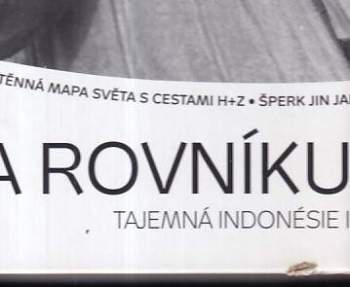 TĚNNÁ MAPA SVĚTA S CESTAMI H+Z • ŠPERK JIN JA
A ROVNÍKU
TAJEMNÁ INDONÉSIE